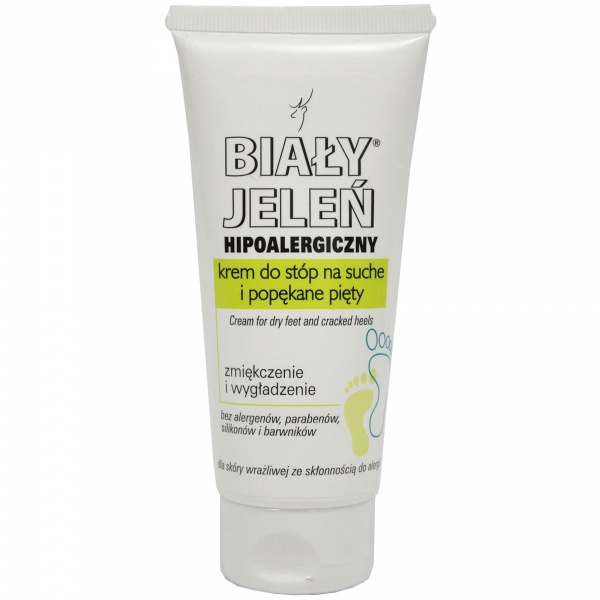 BIAŁY®
JELEŃ
HIPOALERGICZNY
krem do stóp na suche
i popękane pięty
Cream for dry feet and cracked heels
zmiękczenie
i wygładzenie
bez alergenów, parabenów,
silikonów i barwników
dla skóry wrażliwej ze skłonnością do alerg